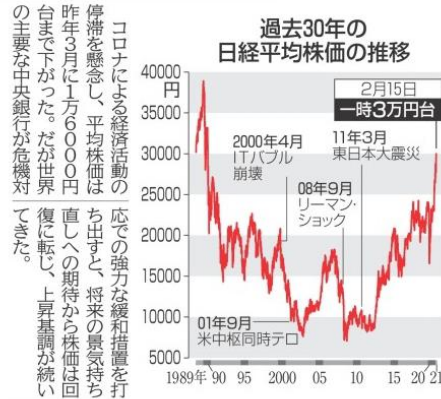 コロナによる経済活動の
停滞を懸念し、平均株価は
昨年3月に1万6000円
台まで下がった。だが世界
の主要な中央銀行が危機対
応での強力な緩和措置を打
ち出すと、将来の景気持ち
直しへの期待から株価は回
復に転じ、上昇基調が続い
てきた。
過去30年の
日経平均株価の推移
40000
円
35000
30000
25000
20000
15000
10000
5000
2月15日
一時3万円台
2000年4月
ITバブル
崩壊
11年3月
東日本大震災
08年9月
リーマン・
ショック
01年9月
米中枢同時テロ
1989年 90 95 2000 05 10 15 20 21